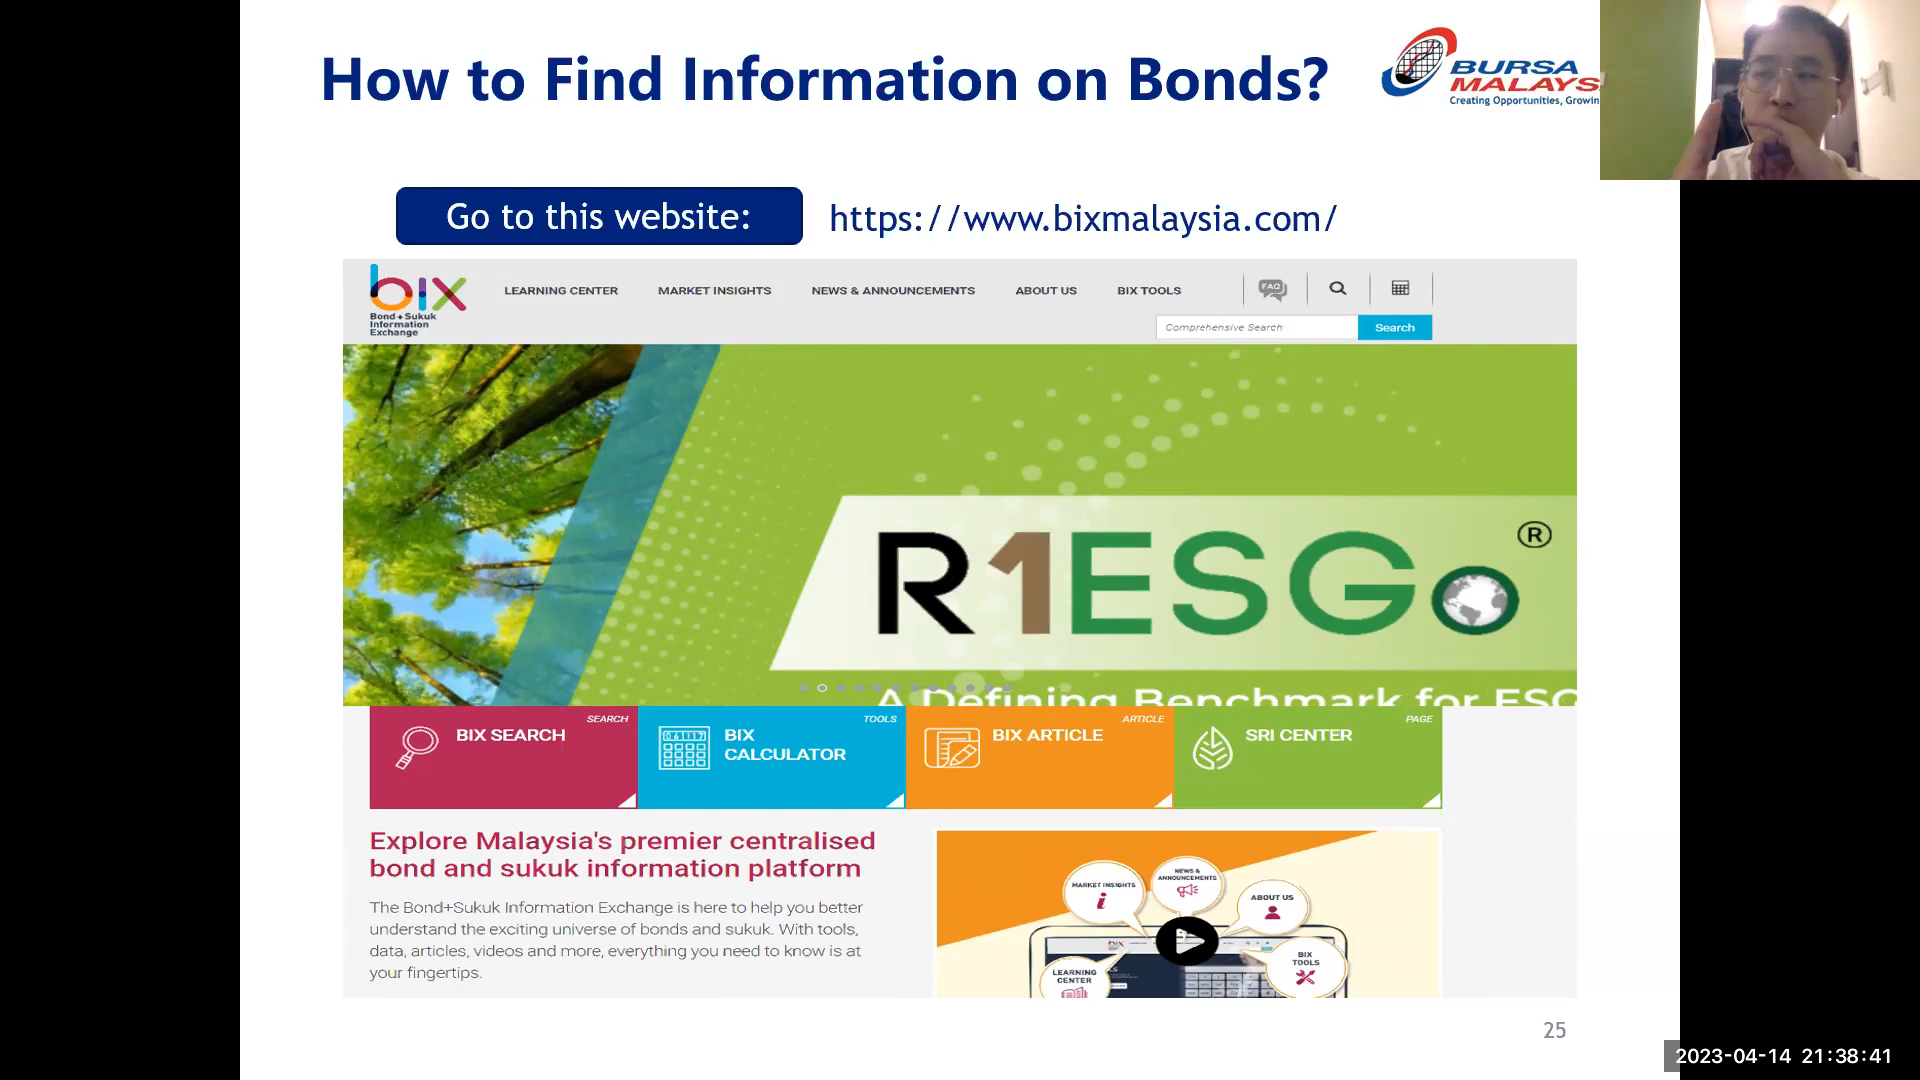 How to Find Information on Bonds?
BURSA
MALAYS
Creating Opportunities, Growin
Go to this website: https://www.bixmalaysia.com/
bix
Bond+Sukuk
Information
Exchange
LEARNING CENTER MARKET INSIGHTS NEWS & ANNOUNCEMENTS ABOUT US BIX TOOLS FAQ
Comprehensive Search Search
R1ESGo ®
A Defining Benchmark for ESG
SEARCH
BIX SEARCH
TOOLS
BIX
CALCULATOR
ARTICLE
BIX ARTICLE
PAGE
SRI CENTER
Explore Malaysia's premier centralised
bond and sukuk information platform
The Bond+Sukuk Information Exchange is here to help you better
understand the exciting universe of bonds and sukuk. With tools,
data, articles, videos and more, everything you need to know is at
your fingertips.
MARKET INSIGHTS
NEWS &
ANNOUNCEMENTS
ABOUT US
BIX
TOOLS
LEARNING
CENTER
25
2023-04-14 21:38:41